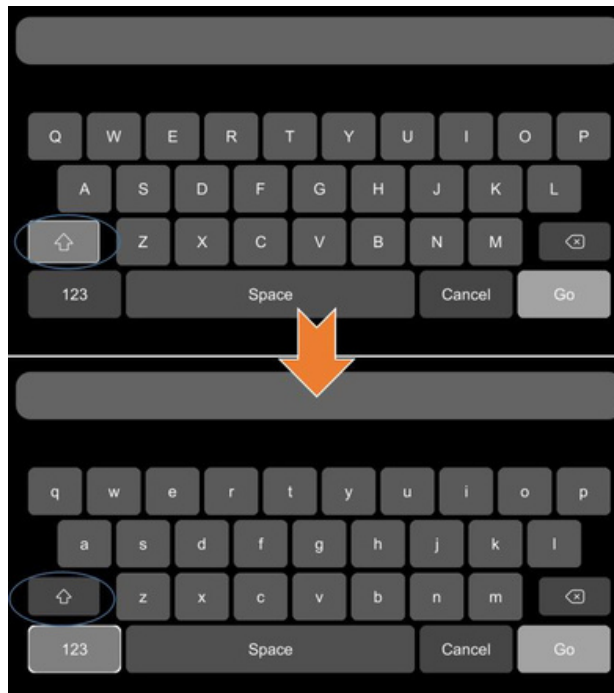 Q W E R T Y U I O P
A S D F G H J K L
Z X C V B N M
123 Space Cancel Go
q w e r t y u i o p
a s d f g h j k l
z x c v b n m
123 Space Cancel Go